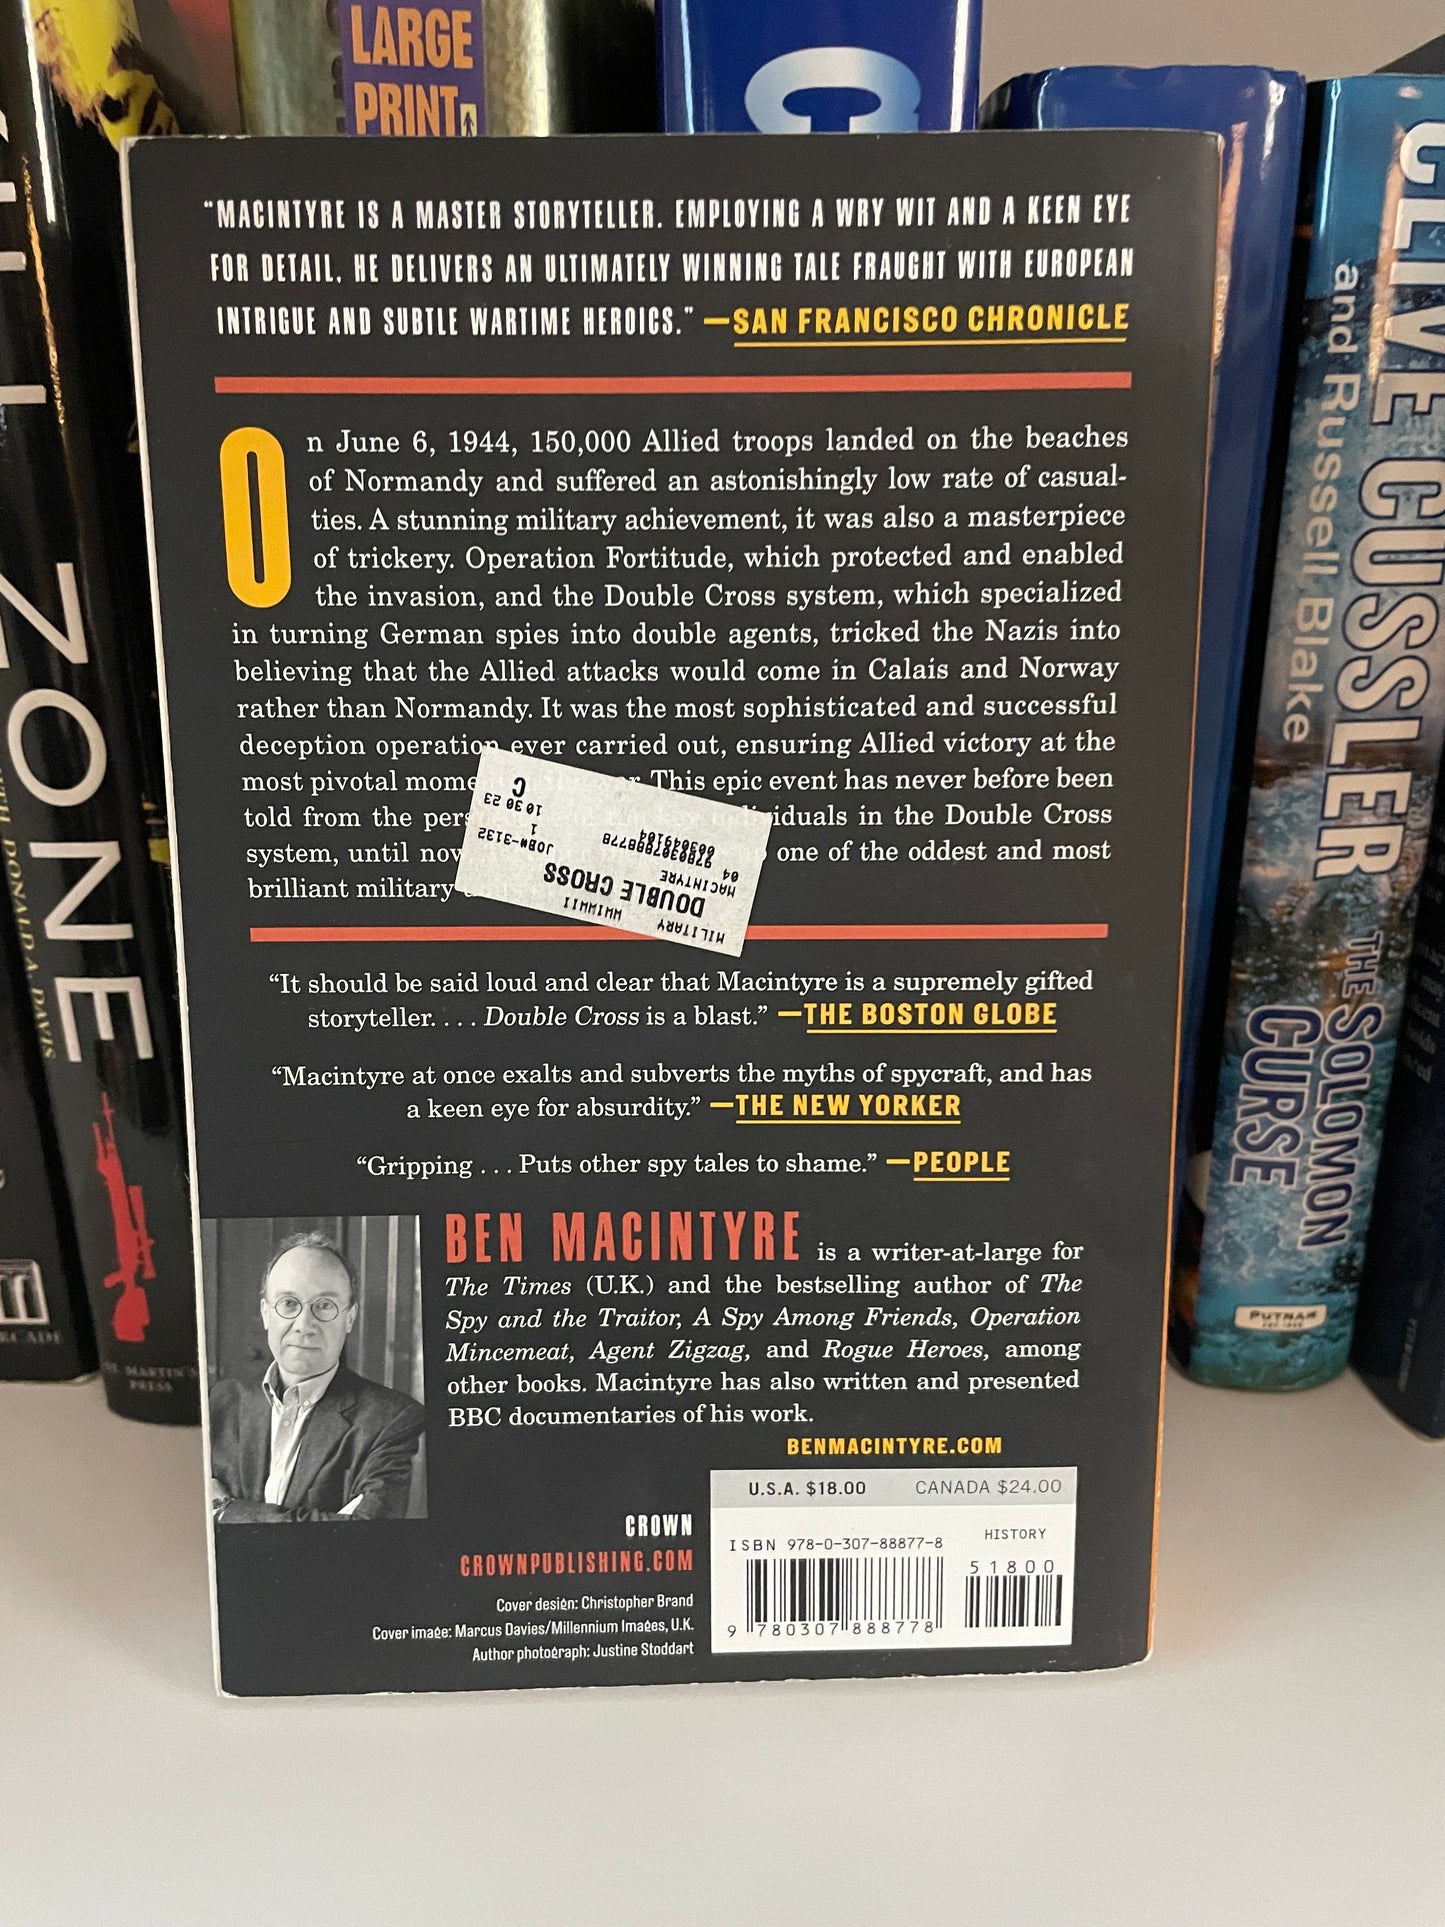 LARGE
PRINT
C
"MACINTYRE IS A MASTER STORYTELLER. EMPLOYING A WRY WIT AND A KEEN EYE
FOR DETAIL, HE DELIVERS AN ULTIMATELY WINNING TALE FRAUGHT WITH EUROPEAN
INTRIGUE AND SUBTLE WARTIME HEROICS." —SAN FRANCISCO CHRONICLE
On June 6, 1944, 150,000 Allied troops landed on the beaches
of Normandy and suffered an astonishingly low rate of casual-
ties. A stunning military achievement, it was also a masterpiece
of trickery. Operation Fortitude, which protected and enabled
the invasion, and the Double Cross system, which specialized
in turning German spies into double agents, tricked the Nazis into
believing that the Allied attacks would come in Calais and Norway
rather than Normandy. It was the most sophisticated and successful
deception operation ever carried out, ensuring Allied victory at the
most pivotal This epic event has never before been
told from the in the Double Cross
system, until one of the oddest and most
brilliant military
MILITARY WWIWWII
DOUBLE CROSS
MACINTYRE 04
9780307888778
003649104
JOBW-3132
1
10 30 23
C
"It should be said loud and clear that Macintyre is a supremely gifted
storyteller. . . . Double Cross is a blast." —THE BOSTON GLOBE
"Macintyre at once exalts and subverts the myths of spycraft, and has
a keen eye for absurdity." —THE NEW YORKER
"Gripping . . . Puts other spy tales to shame." —PEOPLE
BEN MACINTYRE is a writer-at-large for
The Times (U.K.) and the bestselling author of The
Spy and the Traitor, A Spy Among Friends, Operation
Mincemeat, Agent Zigzag, and Rogue Heroes, among
other books. Macintyre has also written and presented
BBC documentaries of his work.
BENMACINTYRE.COM
U.S.A. $18.00 CANADA $24.00
ISBN 978-0-307-88877-8
HISTORY
51800
9 780307 888778
CROWN
CROWNPUBLISHING.COM
Cover design: Christopher Brand
Cover image: Marcus Davies/Millennium Images, U.K.
Author photograph: Justine Stoddart
ZONE
DONALD A. DAVIS
ST. MARTIN'S
PRESS
CLIVE CUSSLER
and Russell Blake
THE SOLOMON
CURSE
PUTNAM